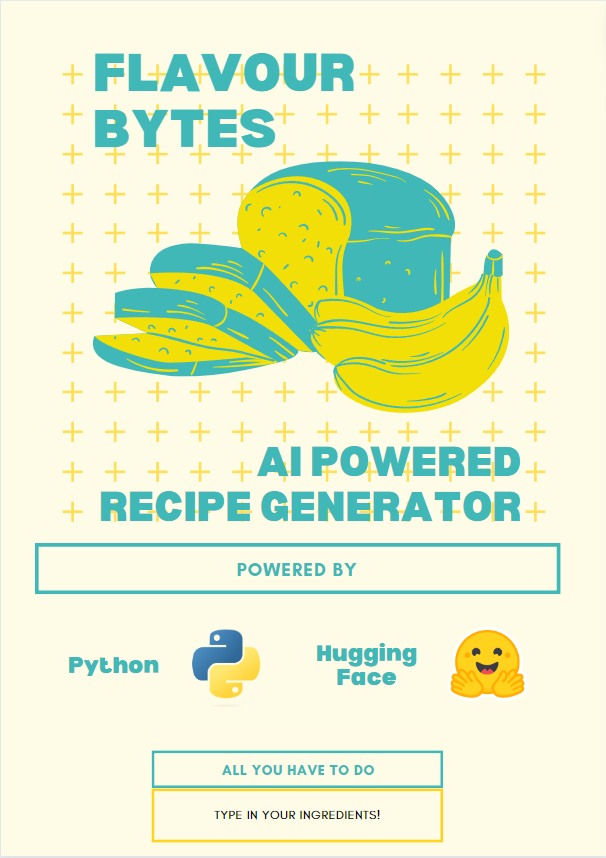 FLAVOUR
BYTES
AI POWERED
RECIPE GENERATOR
POWERED BY
Python
Hugging
Face
ALL YOU HAVE TO DO
TYPE IN YOUR INGREDIENTS!